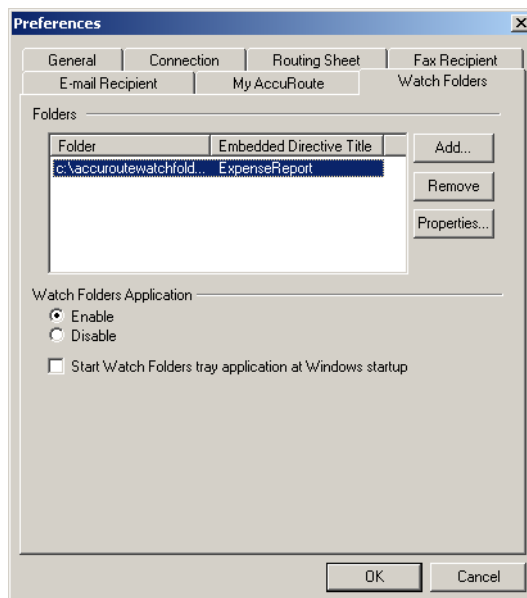 Preferences
General Connection Routing Sheet Fax Recipient
E-mail Recipient My AccuRoute Watch Folders
Folders
Folder Embedded Directive Title Add...
c:\accuroutewatchfold... ExpenseReport
Remove
Properties...
Watch Folders Application
Enable
Disable
Start Watch Folders tray application at Windows startup
OK Cancel